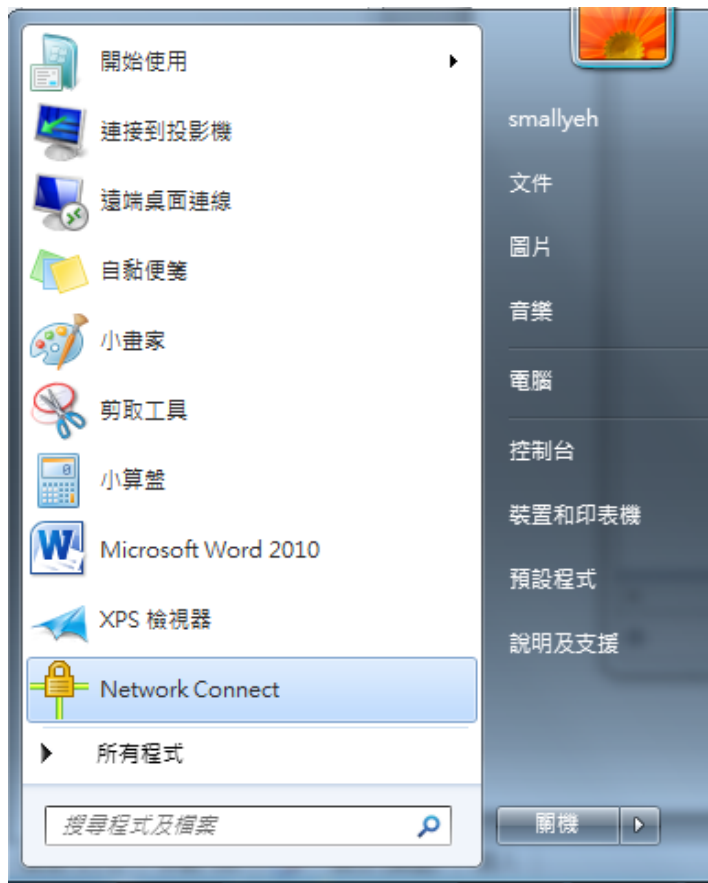 開始使用
連接到投影機
遠端桌面連線
自黏便箋
小畫家
剪取工具
小算盤
Microsoft Word 2010
XPS 檢視器
Network Connect
所有程式
搜尋程式及檔案
smallyeh
文件
圖片
音樂
電腦
控制台
裝置和印表機
預設程式
說明及支援
關機